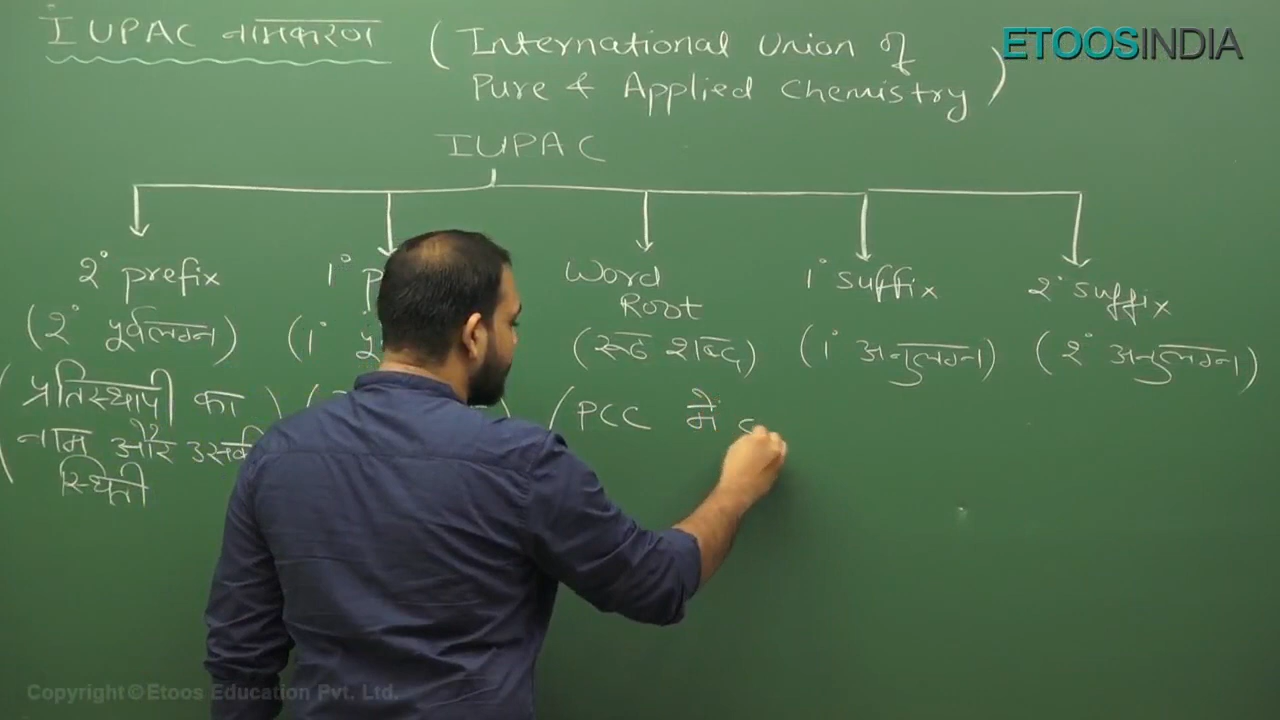 IUPAC नामकरण (International Union of
Pure & Applied Chemistry)
ETOOSINDIA
IUPAC
2° prefix
(2° पूर्वलग्न)
(प्रतिस्थापी का
नाम और उसकी
स्थिती)
1°
(1°
Word
Root
(रूढ शब्द)
(PCC में
1° suffix
(1° अनुलग्न)
2° suffix
(2° अनुलग्न)
Copyright © Etoos Education Pvt. Ltd.